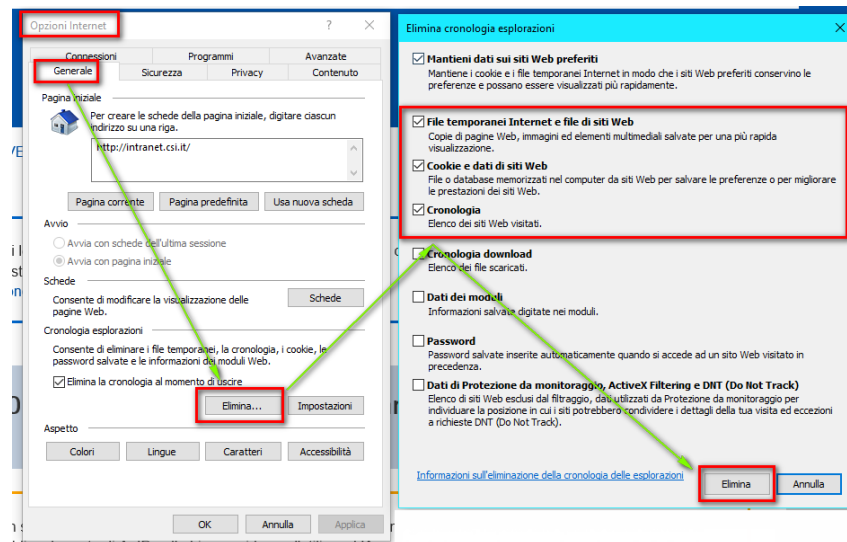 Opzioni Internet
Connessioni Programmi Avanzate
Generale Sicurezza Privacy Contenuto
Pagina iniziale
Per creare le schede della pagina iniziale, digitare ciascun
indirizzo su una riga.
http://intranet.csi.it/
Pagina corrente Pagina predefinita Usa nuova scheda
Avvio
Avvia con schede dell'ultima sessione
Avvia con pagina iniziale
Schede
Consente di modificare la visualizzazione delle
pagine Web.
Schede
Cronologia esplorazioni
Consente di eliminare i file temporanei, la cronologia, i cookie, le
password salvate e le informazioni dei moduli Web.
Elimina la cronologia al momento di uscire
Elimina... Impostazioni
Aspetto
Colori Lingue Caratteri Accessibilità
OK Annulla Applica
Elimina cronologia esplorazioni
Mantieni dati sui siti Web preferiti
Mantiene i cookie e i file temporanei Internet in modo che i siti Web preferiti conservino le
preferenze e possano essere visualizzati più rapidamente.
File temporanei Internet e file di siti Web
Copie di pagine Web, immagini ed elementi multimediali salvate per una più rapida
visualizzazione.
Cookie e dati di siti Web
File o database memorizzati nel computer da siti Web per salvare le preferenze o per migliorare
le prestazioni dei siti Web.
Cronologia
Elenco dei siti Web visitati.
Cronologia download
Elenco dei file scaricati.
Dati dei moduli
Informazioni salvate digitate nei moduli.
Password
Password salvate inserite automaticamente quando si accede ad un sito Web visitato in
precedenza.
Dati di Protezione da monitoraggio, ActiveX Filtering e DNT (Do Not Track)
Elenco di siti Web esclusi dal filtraggio, dati utilizzati da Protezione da monitoraggio per
individuare la posizione in cui i siti potrebbero condividere i dettagli della tua visita ed eccezioni
a richieste DNT (Do Not Track).
Informazioni sull'eliminazione della cronologia delle esplorazioni
Elimina Annulla